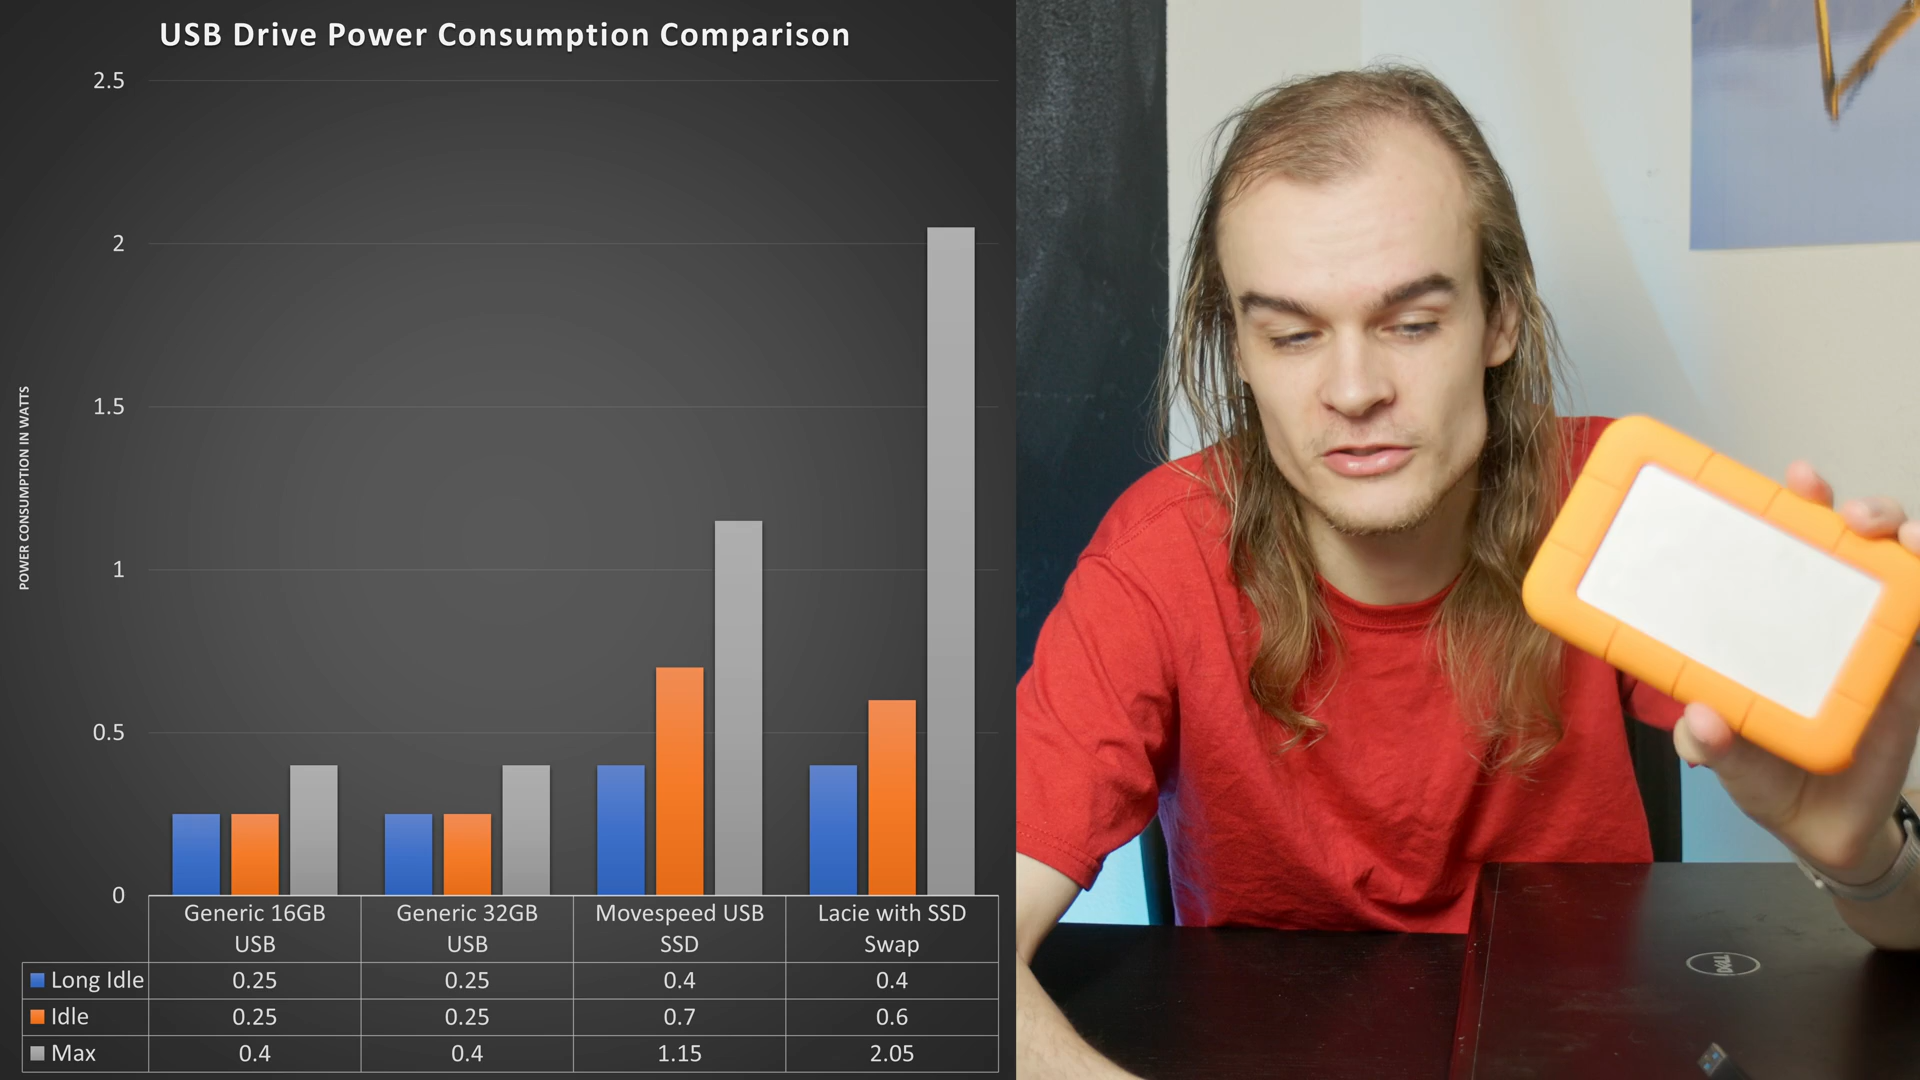 USB Drive Power Consumption Comparison
POWER CONSUMPTION IN WATTS
2.5
2
1.5
1
0.5
0
Generic 16GB USB
Generic 32GB USB
Movespeed USB SSD
Lacie with SSD Swap
Long Idle 0.25 0.25 0.4 0.4
Idle 0.25 0.25 0.7 0.6
Max 0.4 0.4 1.15 2.05
DELL